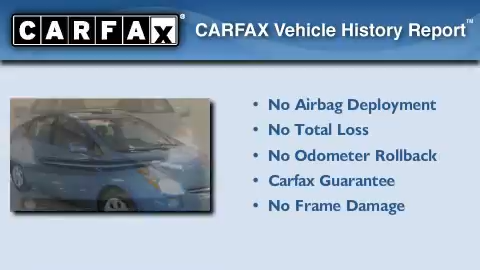 CARFAX® CARFAX Vehicle History Report™
• No Airbag Deployment
• No Total Loss
• No Odometer Rollback
• Carfax Guarantee
• No Frame Damage